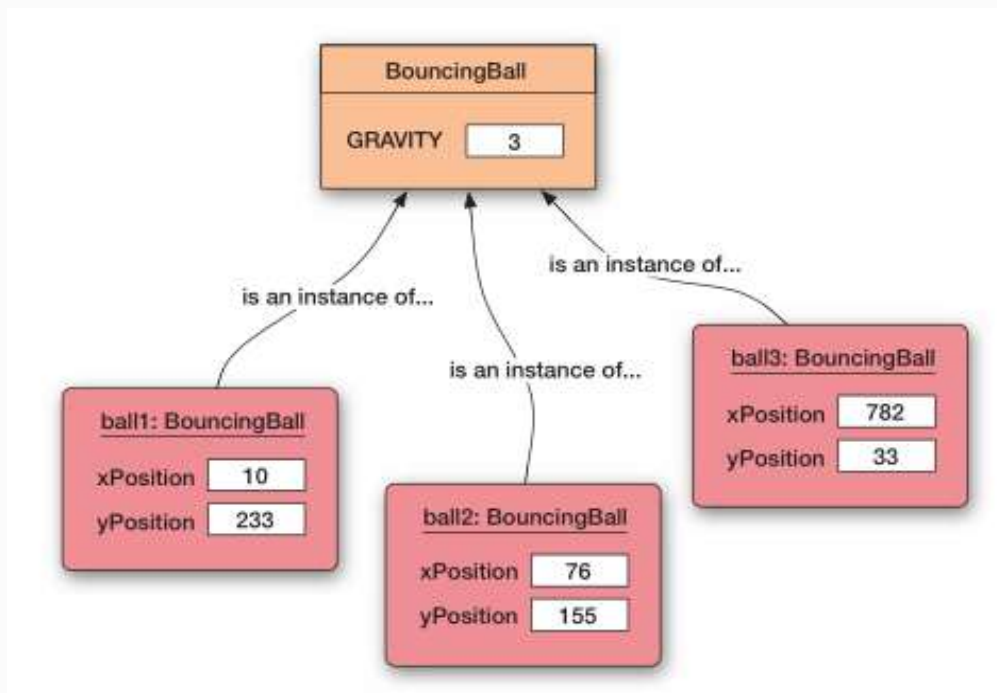 BouncingBall
GRAVITY 3
is an instance of...
is an instance of...
is an instance of...
ball1: BouncingBall
xPosition 10
yPosition 233
ball2: BouncingBall
xPosition 76
yPosition 155
ball3: BouncingBall
xPosition 782
yPosition 33